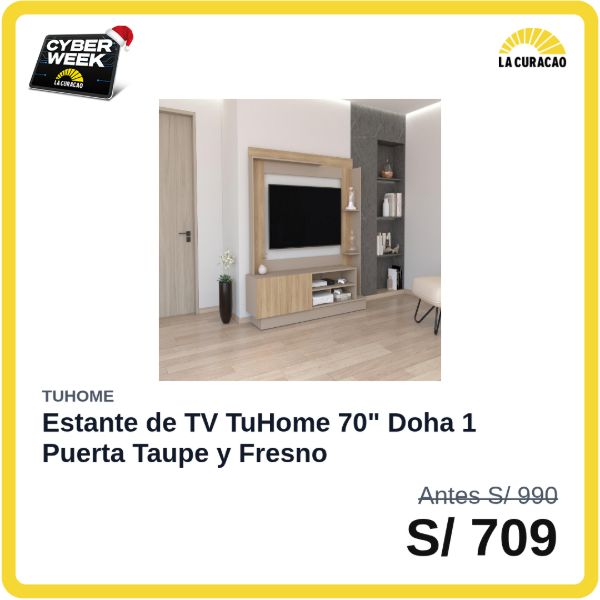 CYBER
WEEK
LA CURACAO
LA CURACAO
TUHOME
Estante de TV TuHome 70" Doha 1
Puerta Taupe y Fresno
Antes S/ 990
S/ 709